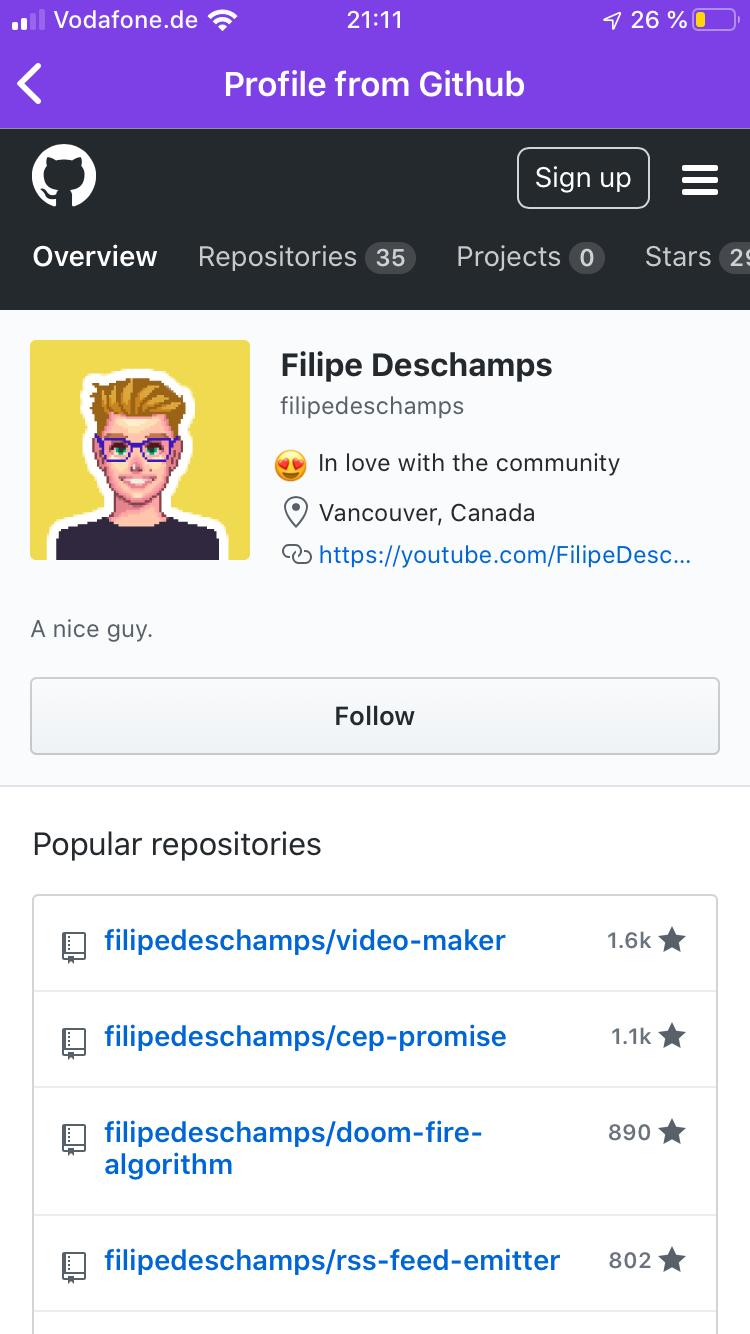 Vodafone.de 21:11 26 %
Profile from Github
Sign up
Overview Repositories 35 Projects 0 Stars
Filipe Deschamps
filipedeschamps
In love with the community
Vancouver, Canada
https://youtube.com/FilipeDesc...
A nice guy.
Follow
Popular repositories
filipedeschamps/video-maker 1.6k
filipedeschamps/cep-promise 1.1k
filipedeschamps/doom-fire- 890
algorithm
filipedeschamps/rss-feed-emitter 802